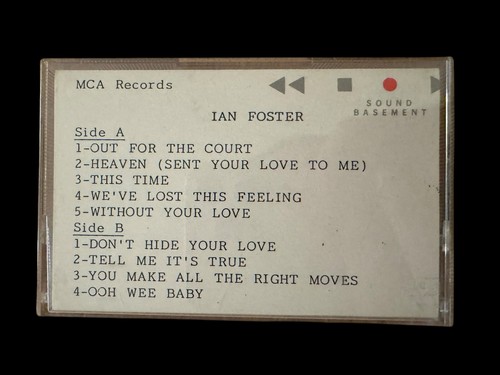 MCA Records
SOUND
BASEMENT
IAN FOSTER
Side A
1-OUT FOR THE COURT
2-HEAVEN (SENT YOUR LOVE TO ME)
3-THIS TIME
4-WE'VE LOST THIS FEELING
5-WITHOUT YOUR LOVE
Side B
1-DON'T HIDE YOUR LOVE
2-TELL ME IT'S TRUE
3-YOU MAKE ALL THE RIGHT MOVES
4-OOH WEE BABY